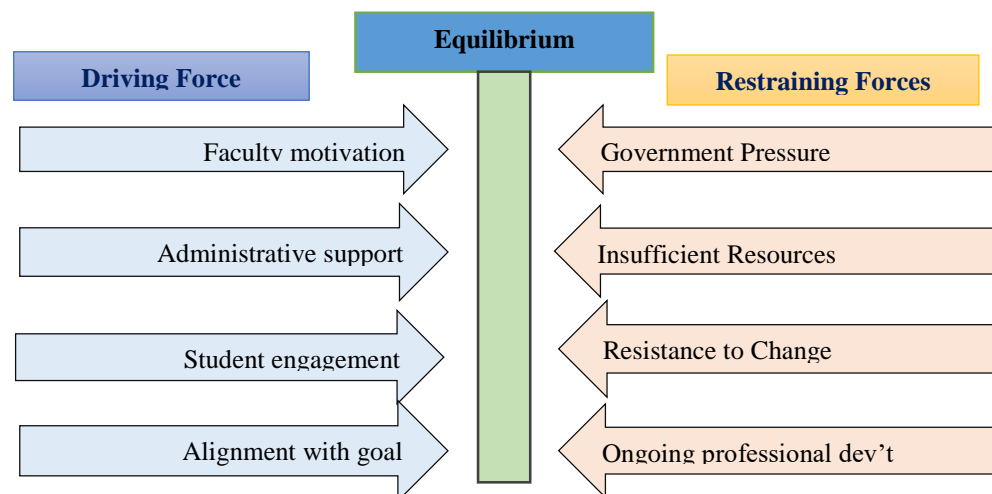 Equilibrium
Driving Force
Restraining Forces
Faculty motivation
Government Pressure
Administrative support
Insufficient Resources
Student engagement
Resistance to Change
Alignment with goal
Ongoing professional dev't